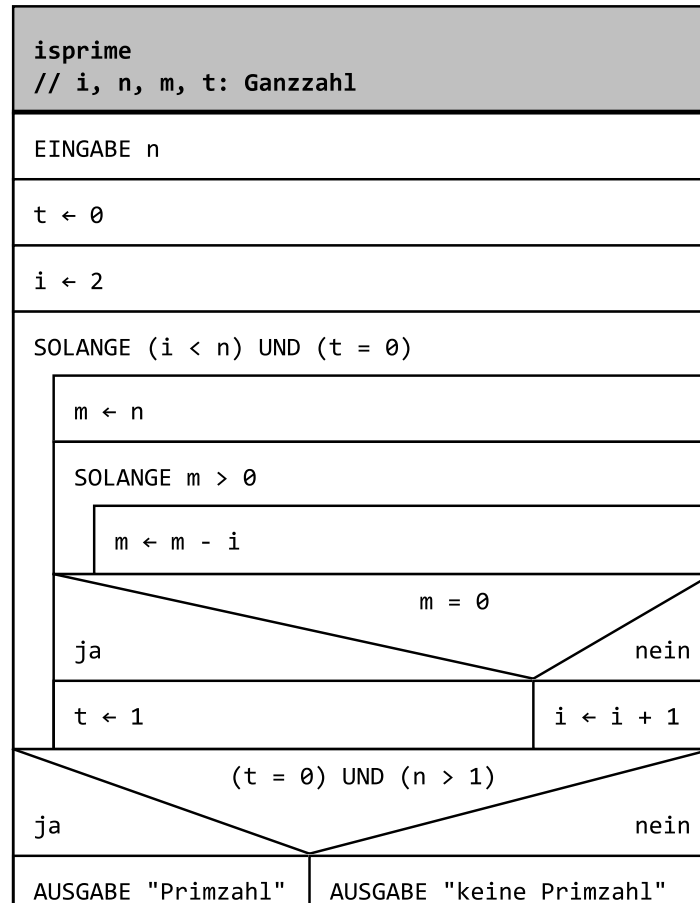 isprime
// i, n, m, t: Ganzzahl
EINGABE n
t ← 0
i ← 2
SOLANGE (i < n) UND (t = 0)
m ← n
SOLANGE m > 0
m ← m - i
m = 0
ja
nein
t ← 1
i ← i + 1
(t = 0) UND (n > 1)
ja
nein
AUSGABE "Primzahl"
AUSGABE "keine Primzahl"